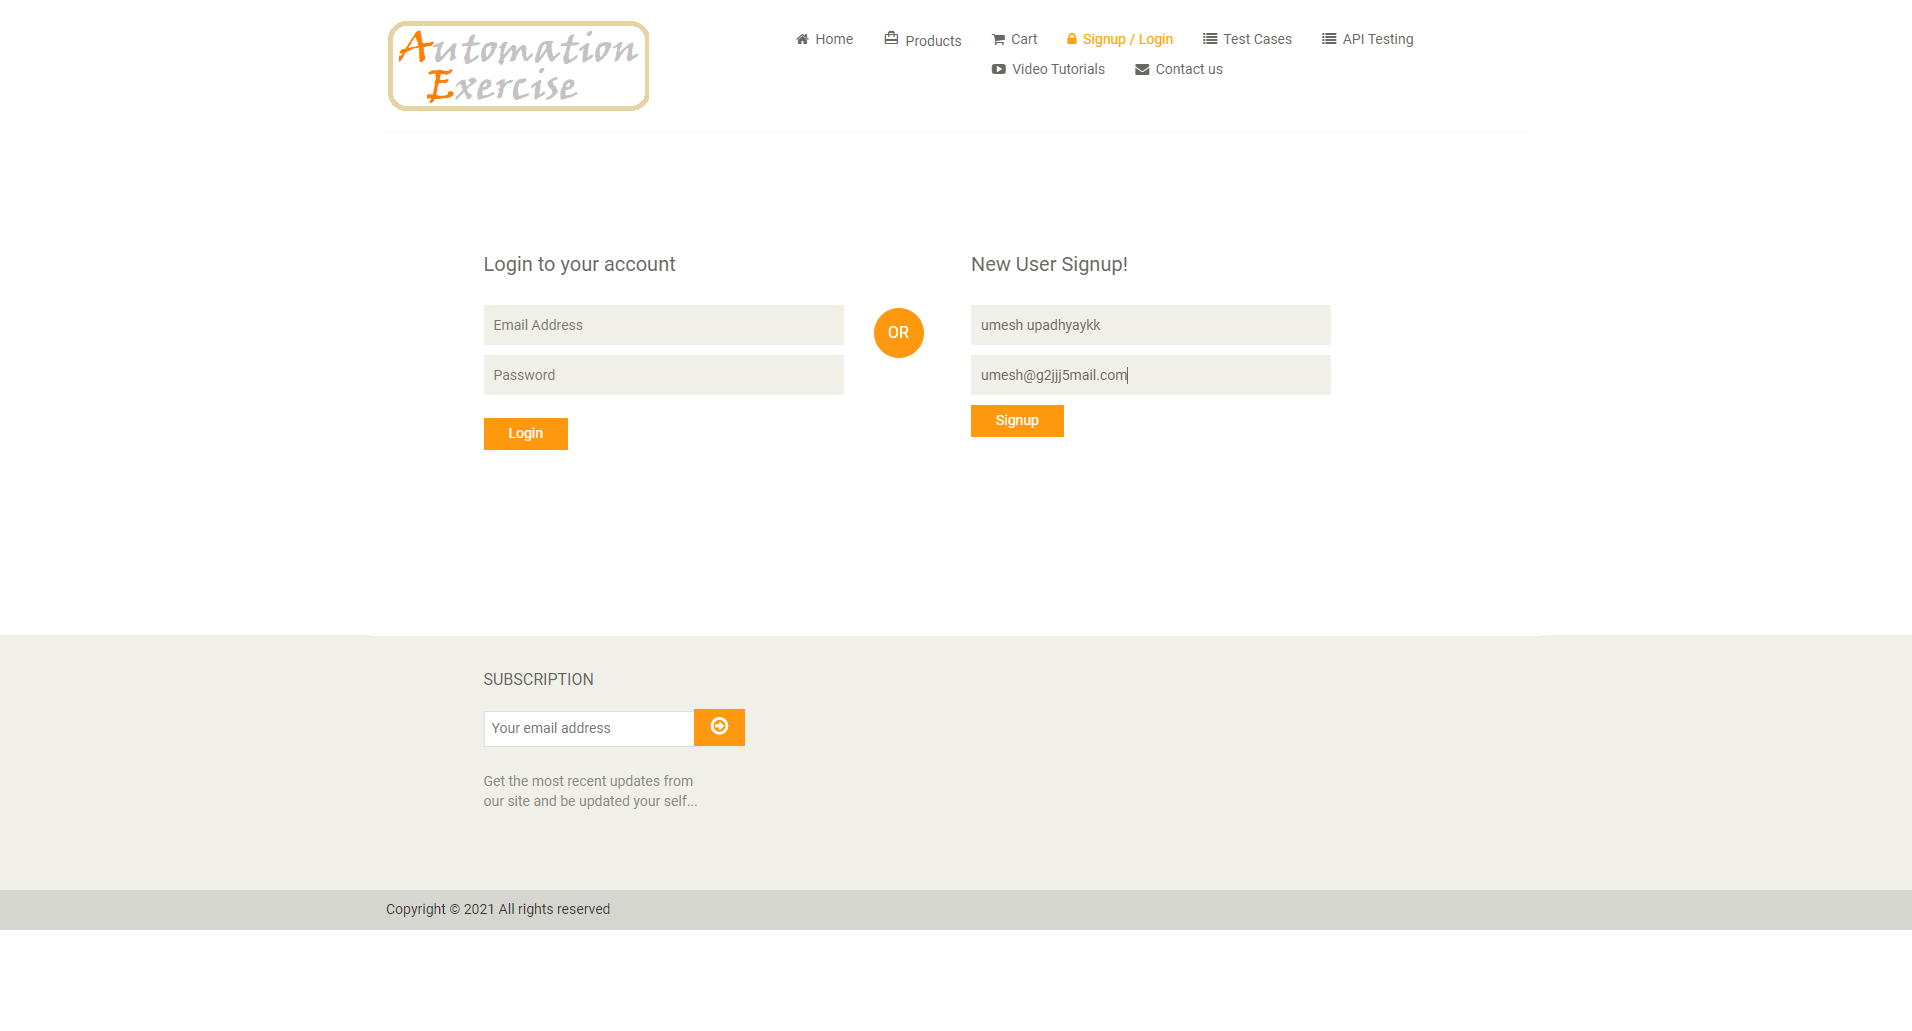 Automation
Exercise
Home
Products
Cart
Signup / Login
Test Cases
API Testing
Video Tutorials
Contact us
Login to your account
Email Address
Password
Login
OR
New User Signup!
umesh upadhyaykk
umesh@g2jjj5mail.com
Signup
SUBSCRIPTION
Your email address
Get the most recent updates from
our site and be updated your self...
Copyright © 2021 All rights reserved